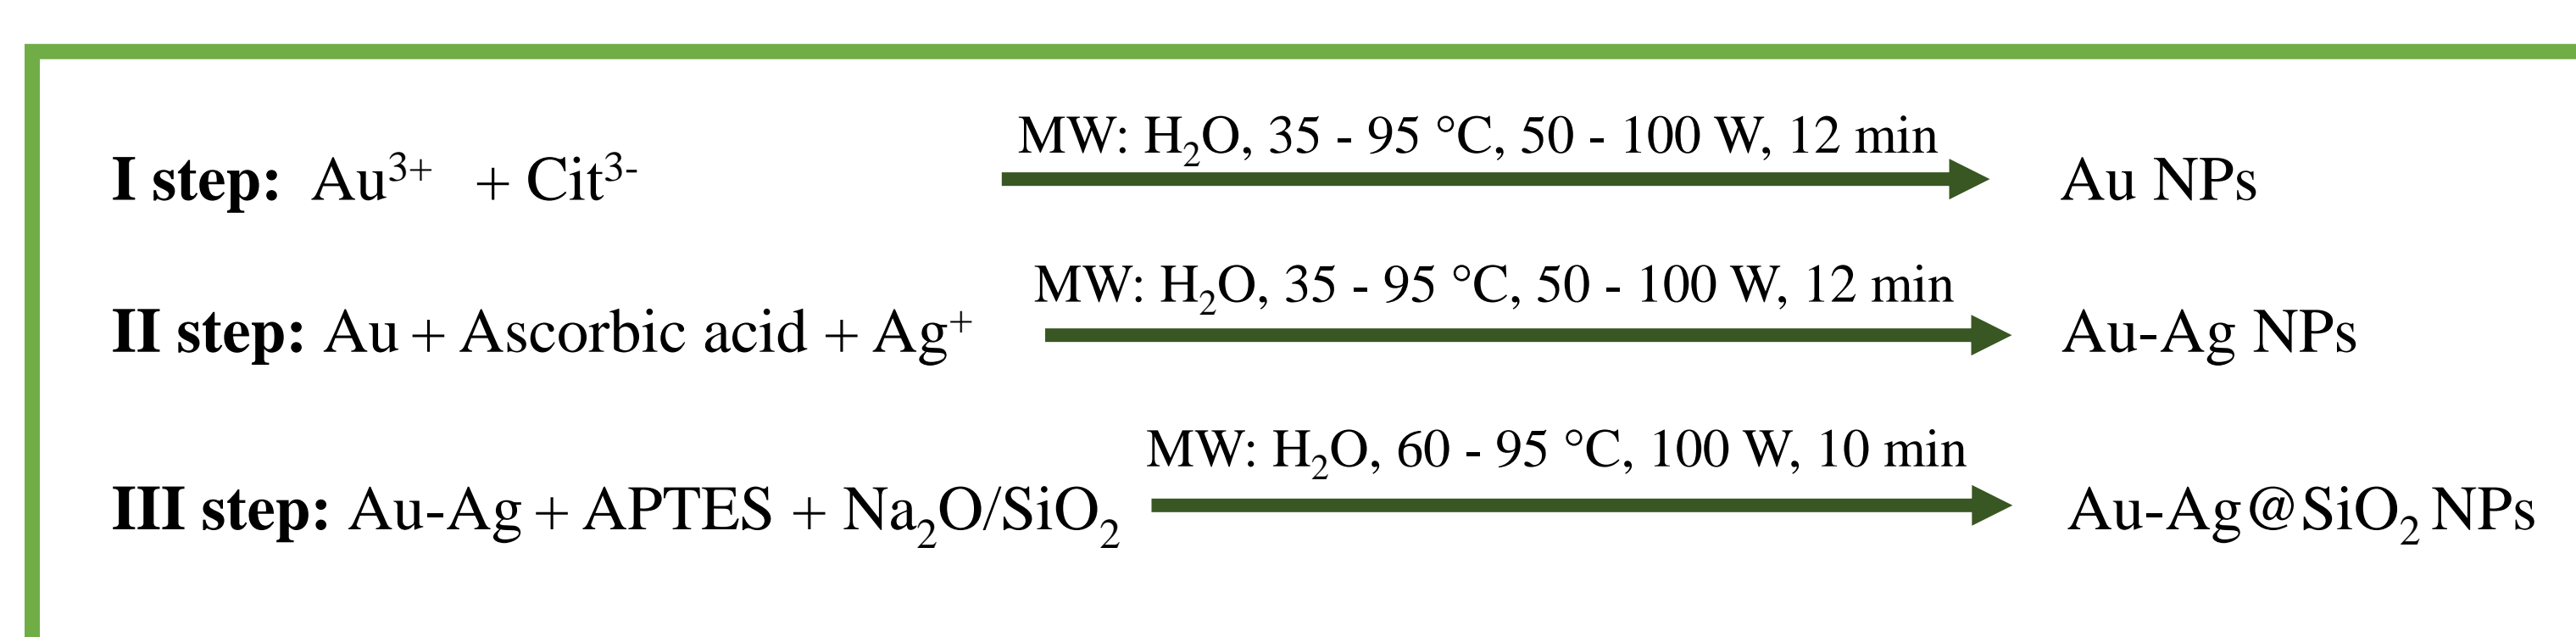 MW: H₂O, 35 - 95 °C, 50 - 100 W, 12 min
I step: Au³⁺ + Cit³⁻ Au NPs
MW: H₂O, 35 - 95 °C, 50 - 100 W, 12 min
II step: Au + Ascorbic acid + Ag⁺ Au-Ag NPs
MW: H₂O, 60 - 95 °C, 100 W, 10 min
III step: Au-Ag + APTES + Na₂O/SiO₂ Au-Ag@SiO₂ NPs